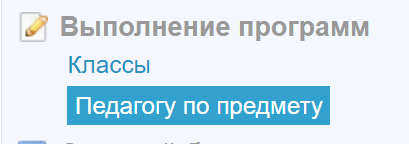 Выполнение программ
Классы
Педагогу по предмету